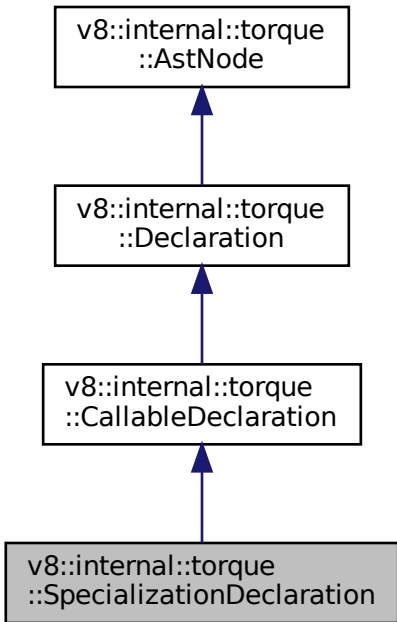 v8::internal::torque
::AstNode
v8::internal::torque
::Declaration
v8::internal::torque
::CallableDeclaration
v8::internal::torque
::SpecializationDeclaration